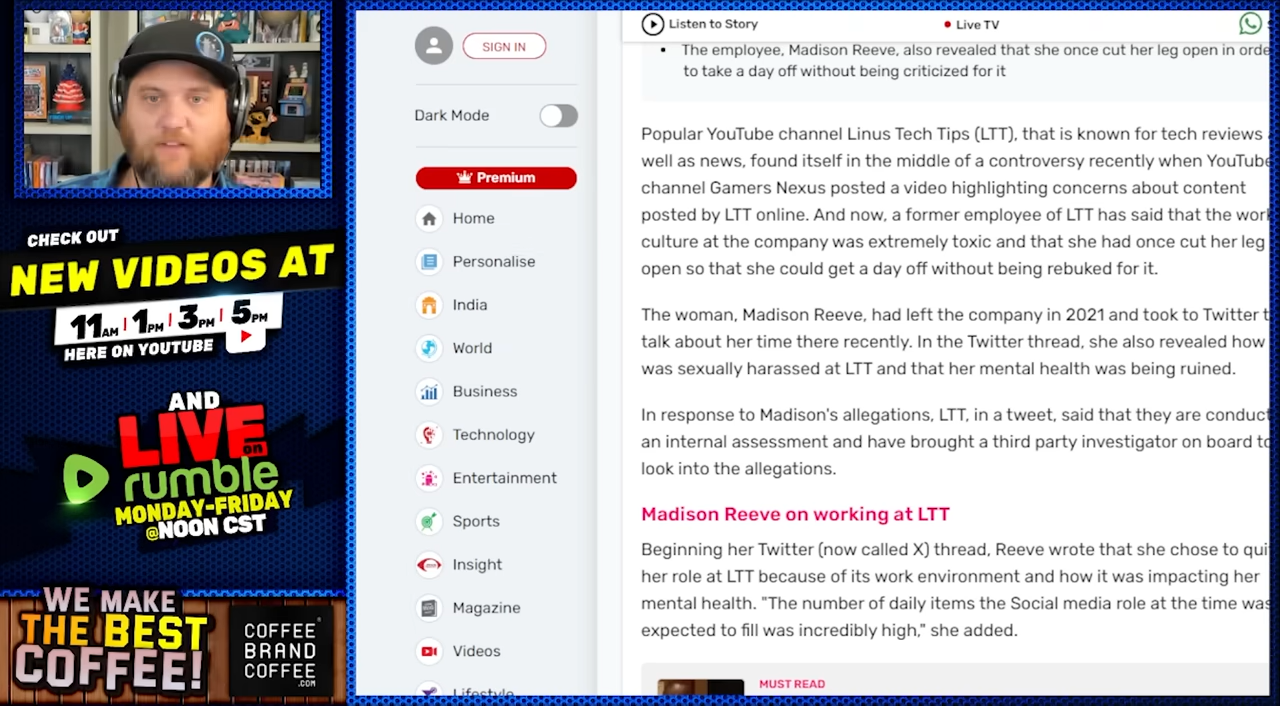 CHECK OUT
NEW VIDEOS AT
11AM | 1PM | 3PM | 5PM
HERE ON YOUTUBE
AND
LIVE on
rumble
MONDAY-FRIDAY
@NOON CST
WE MAKE
THE BEST
COFFEE!
COFFEE
BRAND
COFFEE
.COM
SIGN IN
Dark Mode
Premium
Home
Personalise
India
World
Business
Technology
Entertainment
Sports
Insight
Magazine
Videos
Lifestyle
Listen to Story
Live TV
The employee, Madison Reeve, also revealed that she once cut her leg open in orde
to take a day off without being criticized for it
Popular YouTube channel Linus Tech Tips (LTT), that is known for tech reviews
well as news, found itself in the middle of a controversy recently when YouTube
channel Gamers Nexus posted a video highlighting concerns about content
posted by LTT online. And now, a former employee of LTT has said that the wor
culture at the company was extremely toxic and that she had once cut her leg
open so that she could get a day off without being rebuked for it.
The woman, Madison Reeve, had left the company in 2021 and took to Twitter t
talk about her time there recently. In the Twitter thread, she also revealed how
was sexually harassed at LTT and that her mental health was being ruined.
In response to Madison's allegations, LTT, in a tweet, said that they are conduct
an internal assessment and have brought a third party investigator on board to
look into the allegations.
Madison Reeve on working at LTT
Beginning her Twitter (now called X) thread, Reeve wrote that she chose to qui
her role at LTT because of its work environment and how it was impacting her
mental health. "The number of daily items the Social media role at the time was
expected to fill was incredibly high," she added.
MUST READ